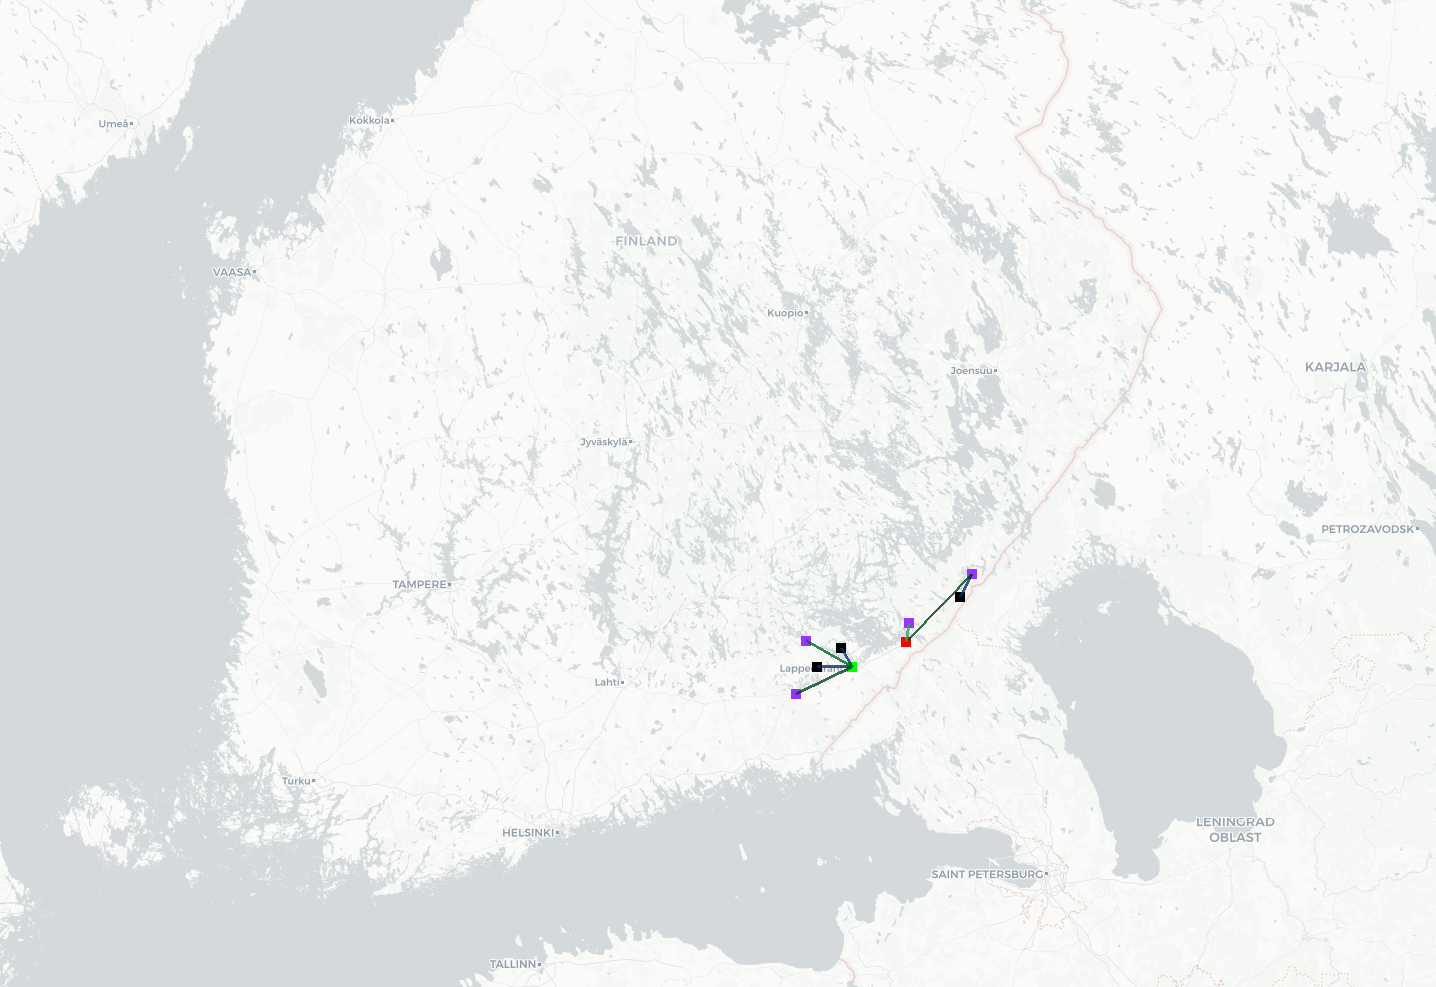 Umeå
Kokkola
FINLAND
VAASA
Kuopio
KARJALA
Joensuu
Jyväskylä
PETROZAVODSK
TAMPERE
Lahti
Turku
HELSINKI
LENINGRAD
OBLAST
SAINT PETERSBURG
TALLINN